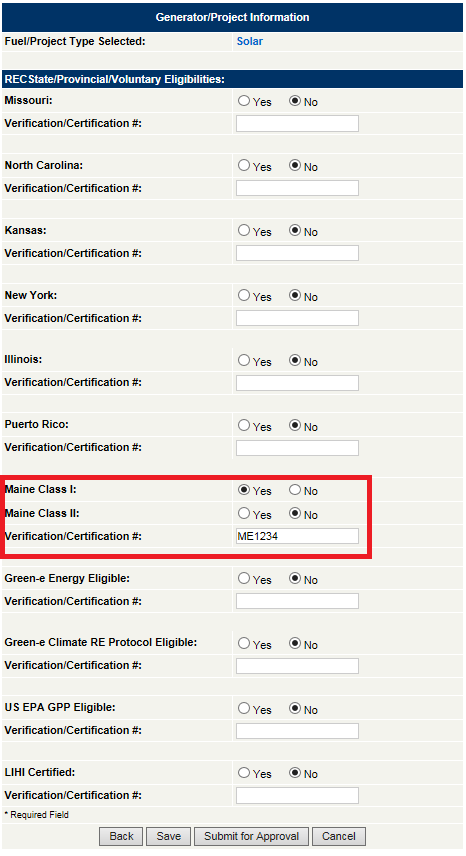 Generator/Project Information
Fuel/Project Type Selected: Solar
RECState/Provincial/Voluntary Eligibilities:
Missouri: Yes No
Verification/Certification #:
North Carolina: Yes No
Verification/Certification #:
Kansas: Yes No
Verification/Certification #:
New York: Yes No
Verification/Certification #:
Illinois: Yes No
Verification/Certification #:
Puerto Rico: Yes No
Verification/Certification #:
Maine Class I: Yes No
Maine Class II: Yes No
Verification/Certification #: ME1234
Green-e Energy Eligible: Yes No
Verification/Certification #:
Green-e Climate RE Protocol Eligible: Yes No
Verification/Certification #:
US EPA GPP Eligible: Yes No
Verification/Certification #:
LIHI Certified: Yes No
Verification/Certification #:
* Required Field
Back Save Submit for Approval Cancel